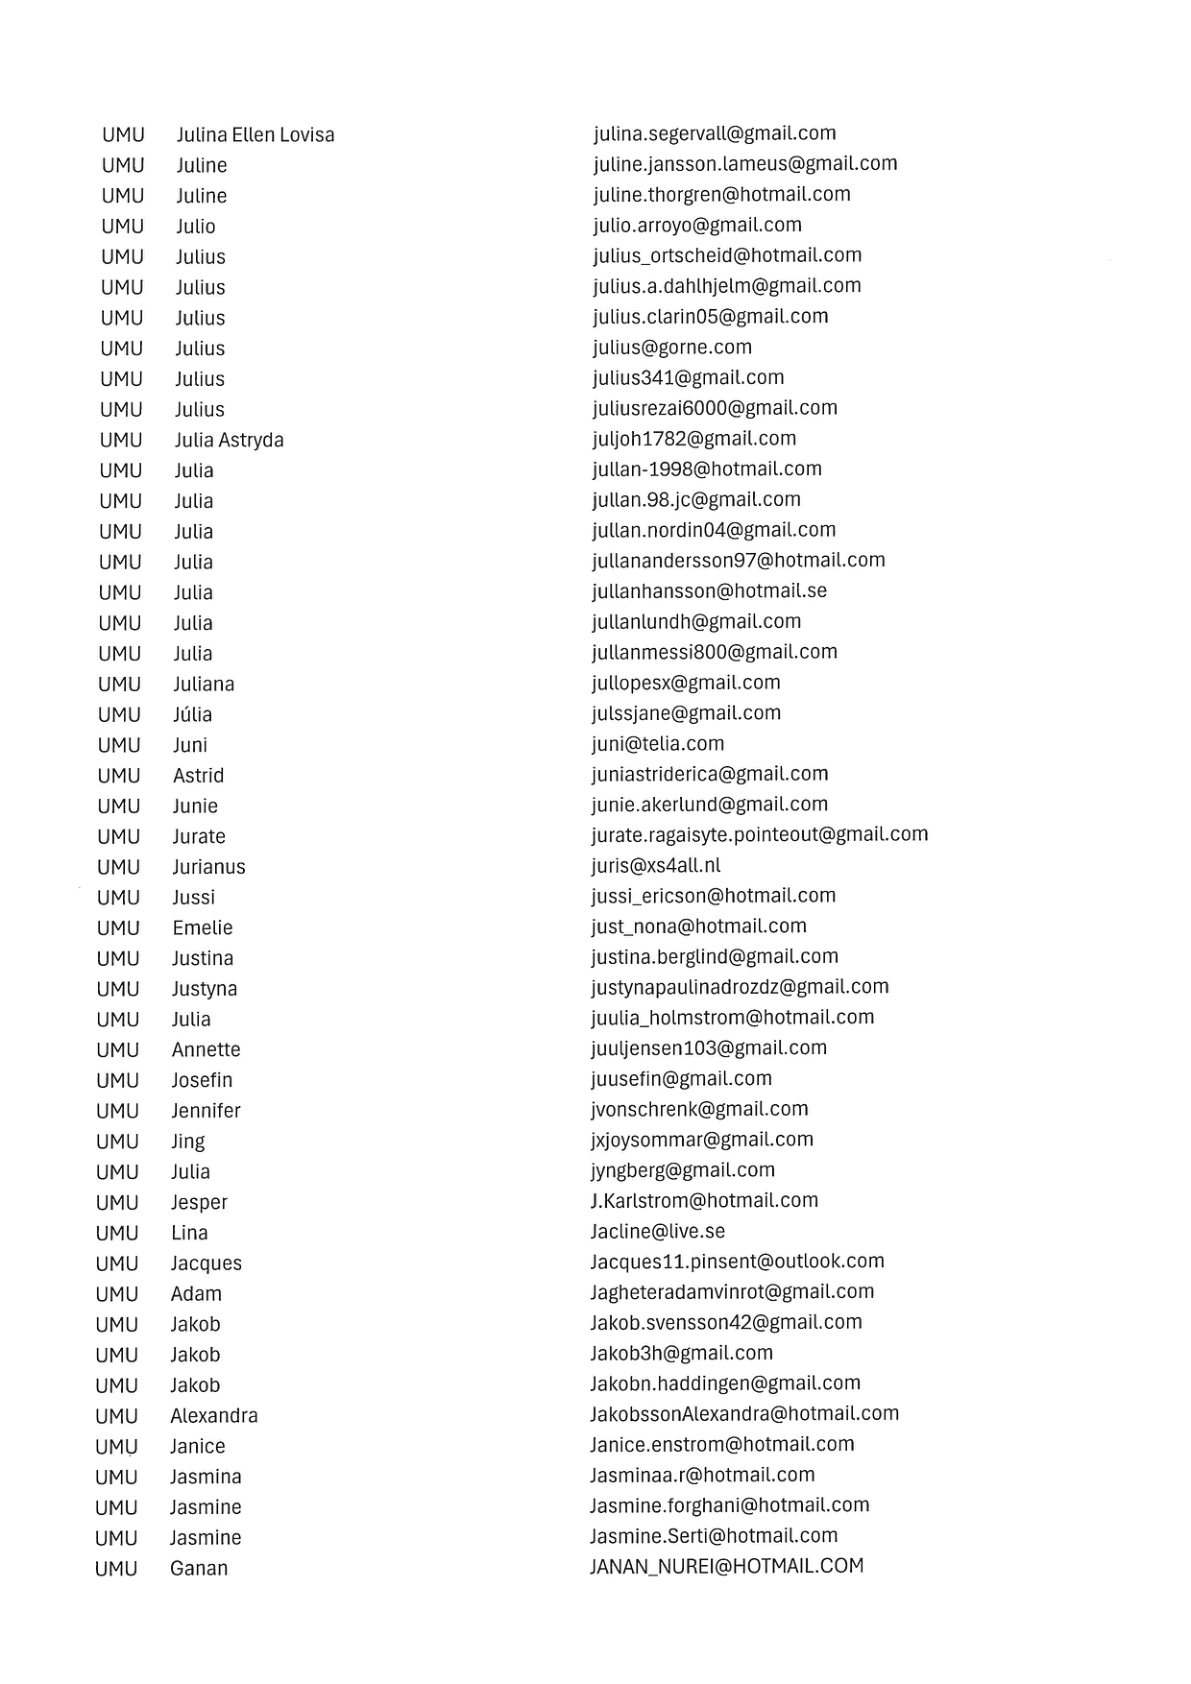 UMU Julina Ellen Lovisa julina.segervall@gmail.com
UMU Juline juline.jansson.lameus@gmail.com
UMU Juline juline.thorgren@hotmail.com
UMU Julio julio.arroyo@gmail.com
UMU Julius julius_ortscheid@hotmail.com
UMU Julius julius.a.dahlhjelm@gmail.com
UMU Julius julius.clarin05@gmail.com
UMU Julius julius@gorne.com
UMU Julius julius341@gmail.com
UMU Julius juliusrezai6000@gmail.com
UMU Julia Astryda juljoh1782@gmail.com
UMU Julia jullan-1998@hotmail.com
UMU Julia jullan.98.jc@gmail.com
UMU Julia jullan.nordin04@gmail.com
UMU Julia jullanandersson97@hotmail.com
UMU Julia jullanhansson@hotmail.se
UMU Julia jullanlundh@gmail.com
UMU Julia jullanmessi800@gmail.com
UMU Juliana jullopesx@gmail.com
UMU Júlia julssjane@gmail.com
UMU Juni juni@telia.com
UMU Astrid juniastriderica@gmail.com
UMU Junie junie.akerlund@gmail.com
UMU Jurate jurate.ragaisyte.pointeout@gmail.com
UMU Jurianus juris@xs4all.nl
UMU Jussi jussi_ericson@hotmail.com
UMU Emelie just_nona@hotmail.com
UMU Justina justina.berglind@gmail.com
UMU Justyna justynapaulinadrozdz@gmail.com
UMU Julia juulia_holmstrom@hotmail.com
UMU Annette juuljensen103@gmail.com
UMU Josefin juusefin@gmail.com
UMU Jennifer jvonschrenk@gmail.com
UMU Jing jxjoysommar@gmail.com
UMU Julia jyngberg@gmail.com
UMU Jesper J.Karlstrom@hotmail.com
UMU Lina Jacline@live.se
UMU Jacques Jacques11.pinsent@outlook.com
UMU Adam Jagheteradamvinrot@gmail.com
UMU Jakob Jakob.svensson42@gmail.com
UMU Jakob Jakob3h@gmail.com
UMU Jakob Jakobn.haddingen@gmail.com
UMU Alexandra JakobssonAlexandra@hotmail.com
UMU Janice Janice.enstrom@hotmail.com
UMU Jasmina Jasminaa.r@hotmail.com
UMU Jasmine Jasmine.forghani@hotmail.com
UMU Jasmine Jasmine.Serti@hotmail.com
UMU Ganan JANAN_NUREI@HOTMAIL.COM